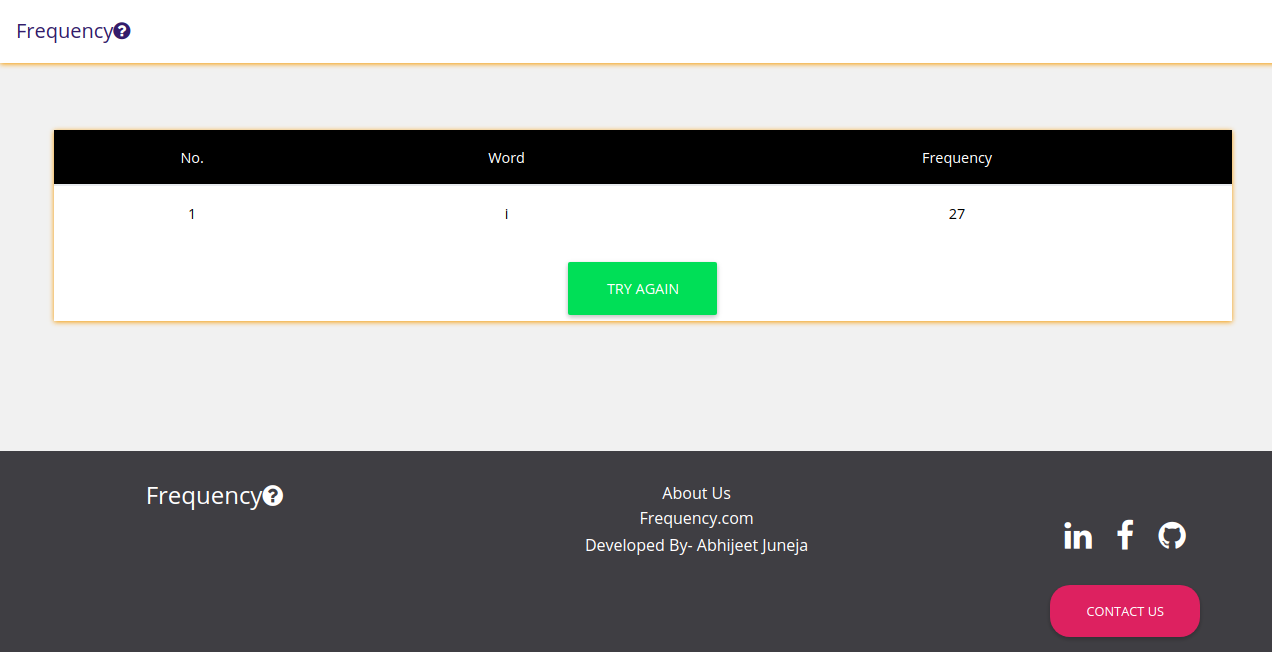 Frequency
No. Word Frequency
1 i 27
TRY AGAIN
Frequency
About Us
Frequency.com
Developed By- Abhijeet Juneja
CONTACT US